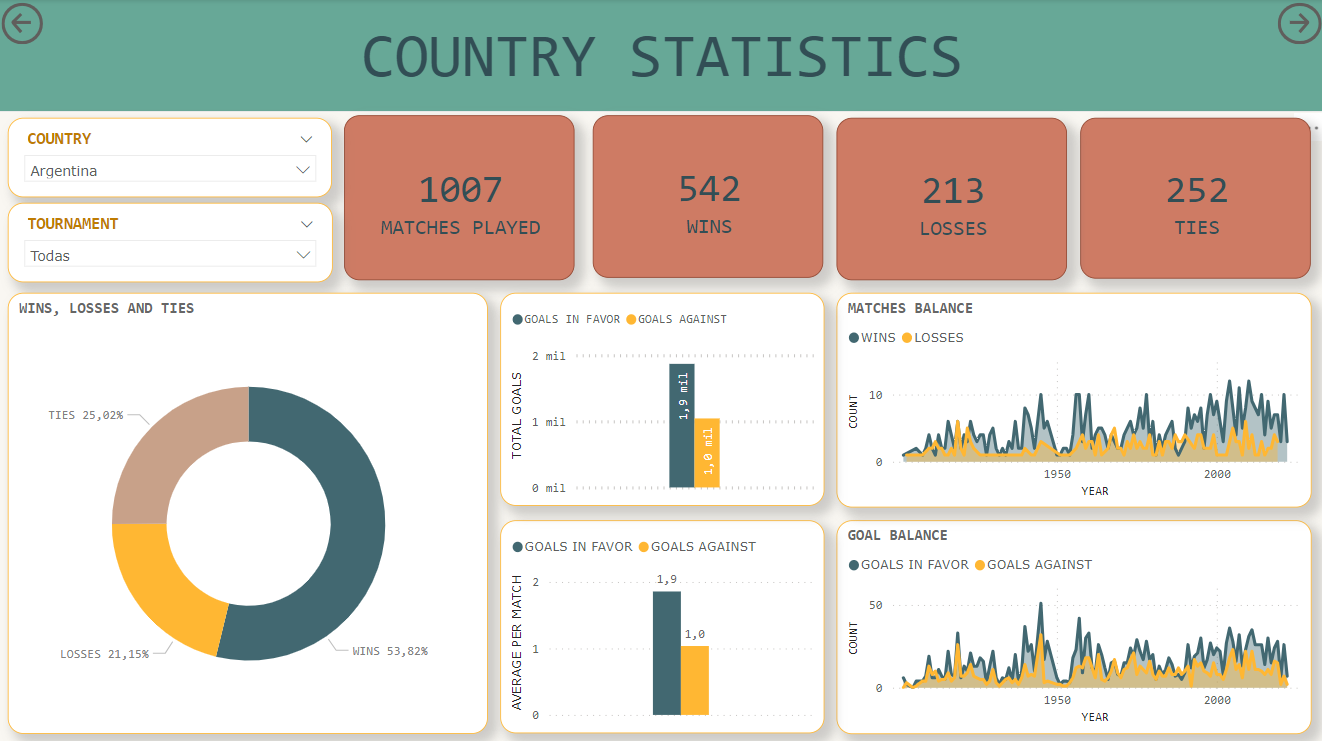 COUNTRY STATISTICS
COUNTRY
Argentina
TOURNAMENT
Todas
1007
MATCHES PLAYED
542
WINS
213
LOSSES
252
TIES
WINS, LOSSES AND TIES
TIES 25,02%
LOSSES 21,15%
WINS 53,82%
GOALS IN FAVOR GOALS AGAINST
TOTAL GOALS
2 mil
1 mil
0 mil
1,9 mil
1,0 mil
GOALS IN FAVOR GOALS AGAINST
AVERAGE PER MATCH
2
1
0
1,9
1,0
MATCHES BALANCE
WINS LOSSES
COUNT
10
0
1950 2000
YEAR
GOAL BALANCE
GOALS IN FAVOR GOALS AGAINST
COUNT
50
0
1950 2000
YEAR